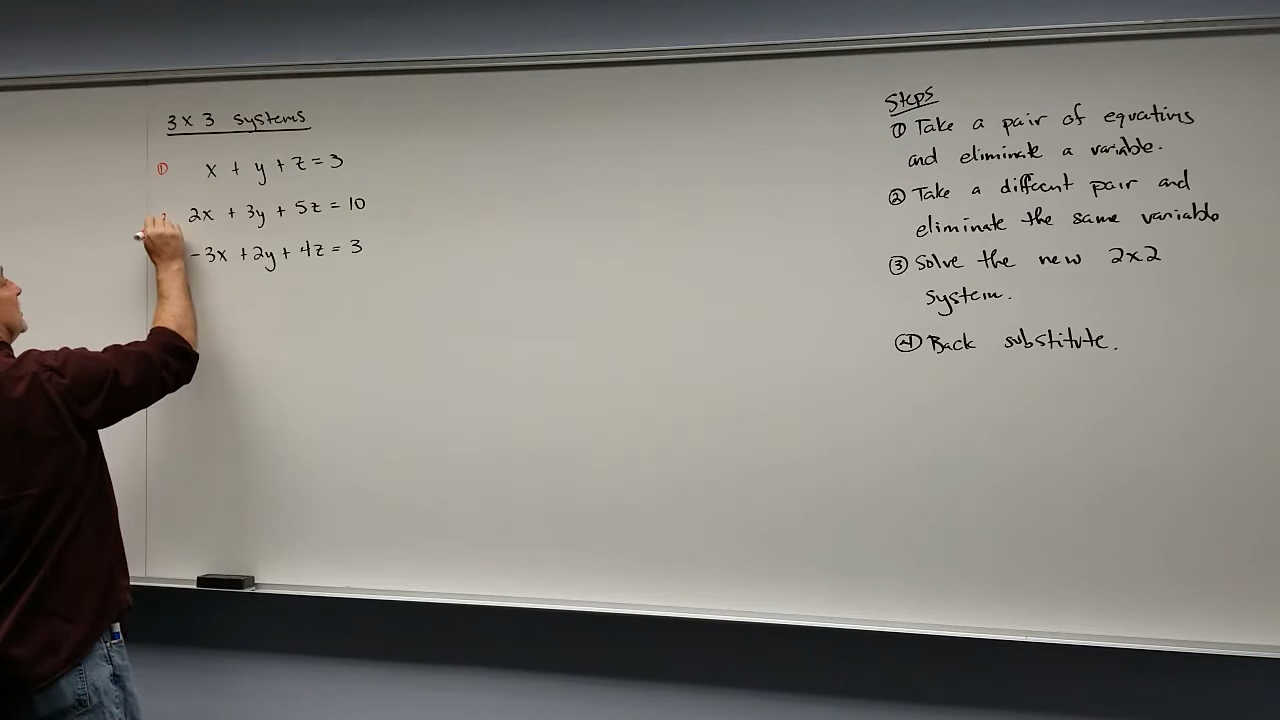 3 x 3 systems
① x + y + z = 3
2x + 3y + 5z = 10
-3x + 2y + 4z = 3
Steps
① Take a pair of equations
and eliminate a variable.
② Take a different pair and
eliminate the same variable
③ Solve the new 2x2
system.
④ Back substitute.